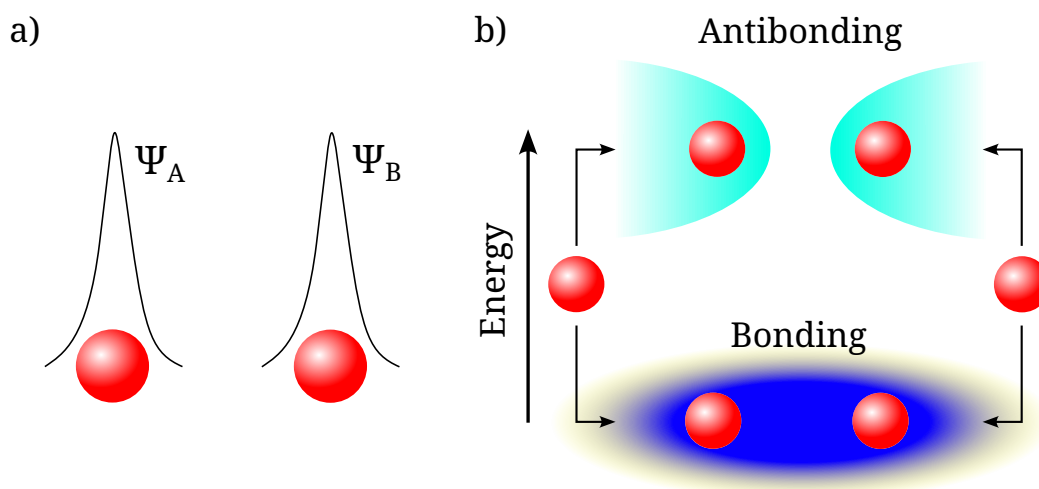 a)
Ψ_A
Ψ_B
b)
Antibonding
Energy
Bonding